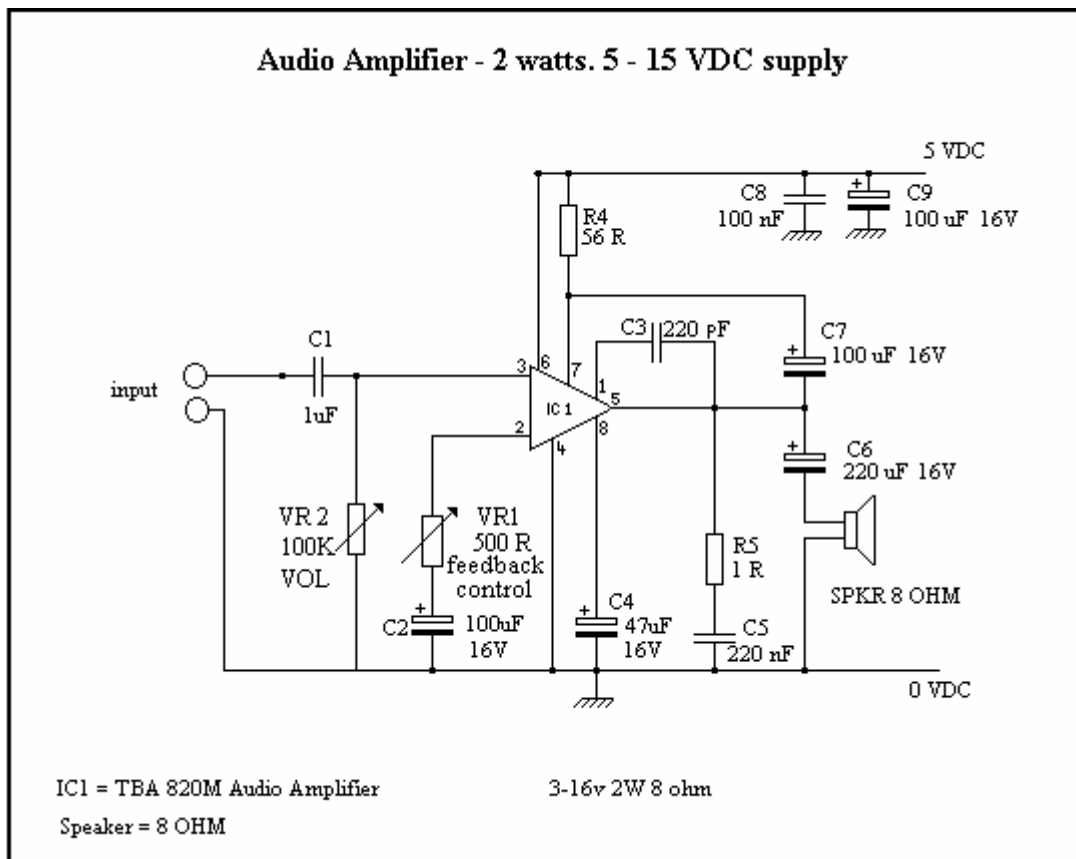 Audio Amplifier - 2 watts. 5 - 15 VDC supply
5 VDC
C8
100 nF
C9
+
100 uF 16V
R4
56 R
C3
220 pF
C7
+
100 uF 16V
C1
1uF
input
3
6
7
1
5
IC 1
2
4
8
C6
+
220 uF 16V
VR 2
100K
VOL
VR1
500 R
feedback
control
R5
1 R
SPKR 8 OHM
C2
+
100uF
16V
C4
+
47uF
16V
C5
220 nF
0 VDC
IC1 = TBA 820M Audio Amplifier
3-16v 2W 8 ohm
Speaker = 8 OHM